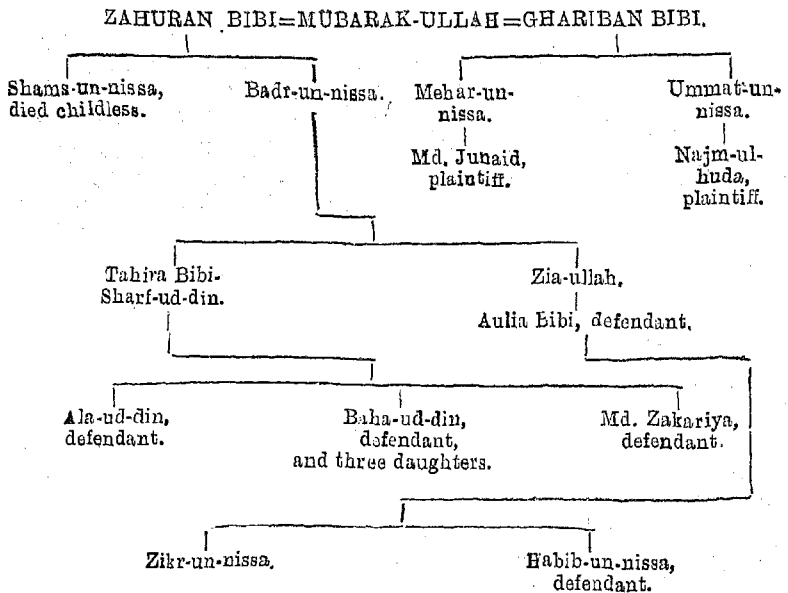 ZAHURAN BIBI=MUBARAK-ULLAH=GHARIBAN BIBI.
Shams-un-nissa,
died childless.
Badr-un-nissa.
Mehar-un-
nissa.
Ummat-un-
nissa.
Md. Junaid,
plaintiff.
Najm-ul-
huda,
plaintiff.
Tahira Bibi-
Sharf-ud-din.
Zia-ullah.
Aulia Bibi, defendant.
Ala-ud-din,
defendant.
Baha-ud-din,
defendant,
and three daughters.
Md. Zakariya,
defendant.
Zikr-un-nissa.
Habib-un-nissa,
defendant.